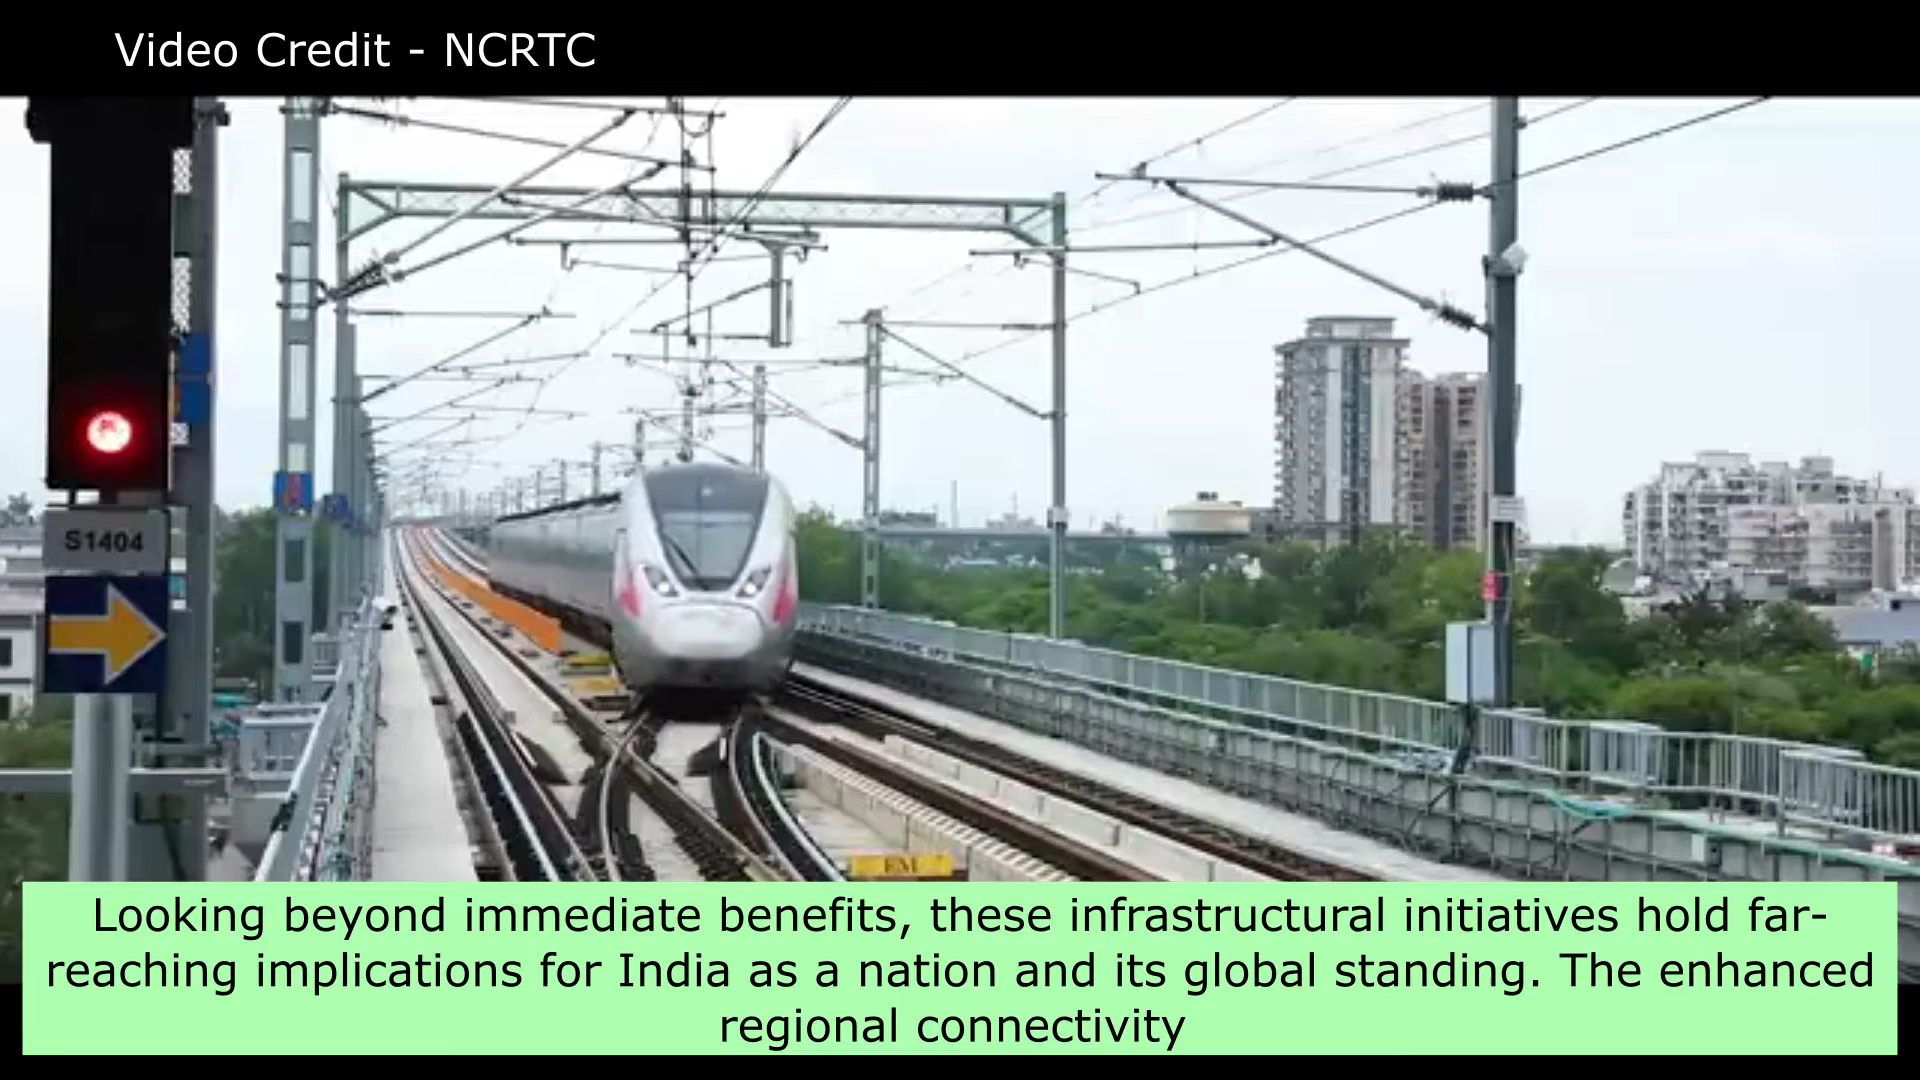 Video Credit - NCRTC
S1404
EM
Looking beyond immediate benefits, these infrastructural initiatives hold far-
reaching implications for India as a nation and its global standing. The enhanced
regional connectivity